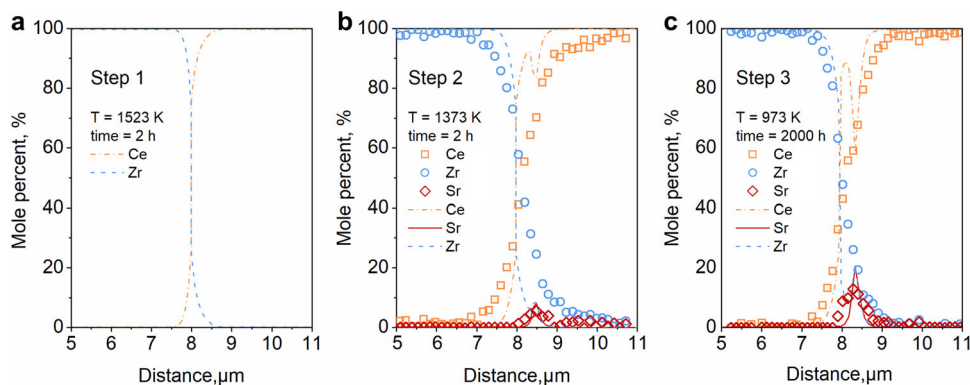 a
Mole percent, %
100
80
60
40
20
0
Step 1
T = 1523 K
time = 2 h
Ce
Zr
5 6 7 8 9 10 11
Distance,µm
b
Mole percent, %
100
80
60
40
20
0
Step 2
T = 1373 K
time = 2 h
Ce
Zr
Sr
Ce
Sr
Zr
5 6 7 8 9 10 11
Distance,µm
c
Mole percent, %
100
80
60
40
20
0
Step 3
T = 973 K
time = 2000 h
Ce
Zr
Sr
Ce
Sr
Zr
5 6 7 8 9 10 11
Distance,µm